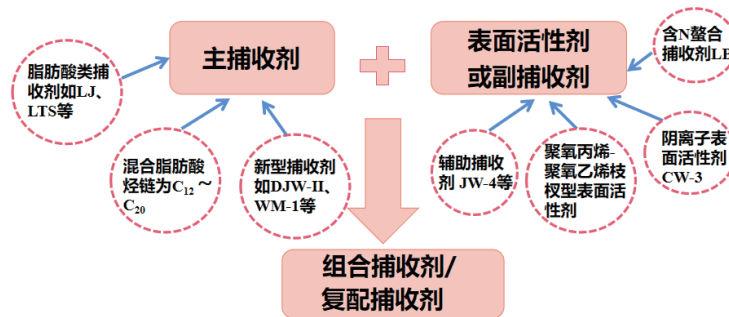 主捕收剂
表面活性剂
或副捕收剂
含N螯合
捕收剂LB
脂肪酸类捕
收剂如LJ、
LTS等
混合脂肪酸
烃链为C₁₂～
C₂₀
新型捕收剂
如DJW-II、
WM-1等
辅助捕收
剂 JW-4等
聚氧丙烯-
聚氧乙烯枝
杈型表面活
性剂
阴离子表
面活性剂
CW-3
组合捕收剂/
复配捕收剂